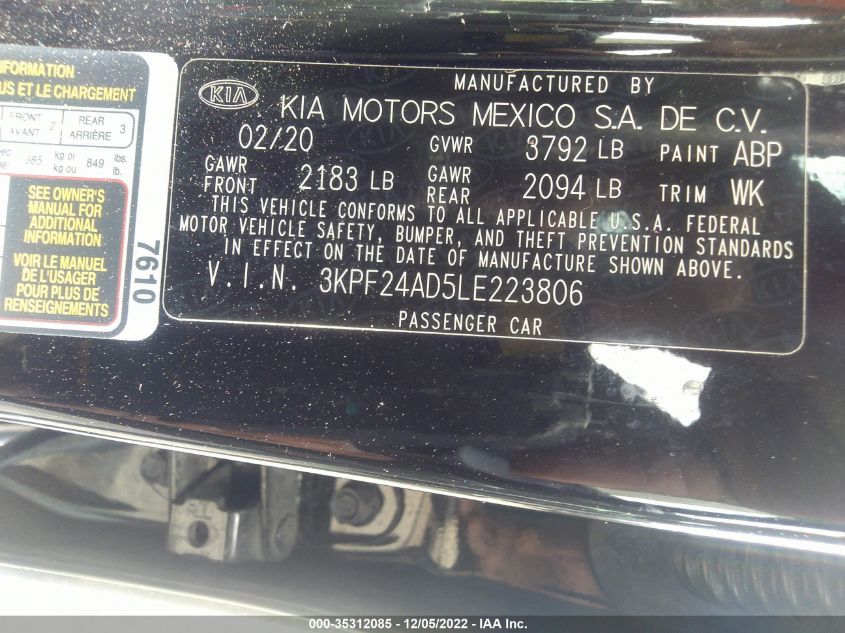 INFORMATION
US ET LE CHARGEMENT
FRONT
AVANT 2 REAR
ARRIÈRE 3
385 kg or
kg ou 849 lbs.
lb.
SEE OWNER'S
MANUAL FOR
ADDITIONAL
INFORMATION
VOIR LE MANUEL
DE L'USAGER
POUR PLUS DE
RENSEIGNEMENTS
7610
KIA
MANUFACTURED BY
KIA MOTORS MEXICO S.A. DE C.V.
02/20 GVWR 3792 LB PAINT ABP
GAWR
FRONT 2183 LB GAWR
REAR 2094 LB TRIM WK
THIS VEHICLE CONFORMS TO ALL APPLICABLE U.S.A. FEDERAL
MOTOR VEHICLE SAFETY, BUMPER, AND THEFT PREVENTION STANDARDS
IN EFFECT ON THE DATE OF MANUFACTURE SHOWN ABOVE.
V.I.N. 3KPF24AD5LE223806
PASSENGER CAR
000-35312085 - 12/05/2022 - IAA Inc.